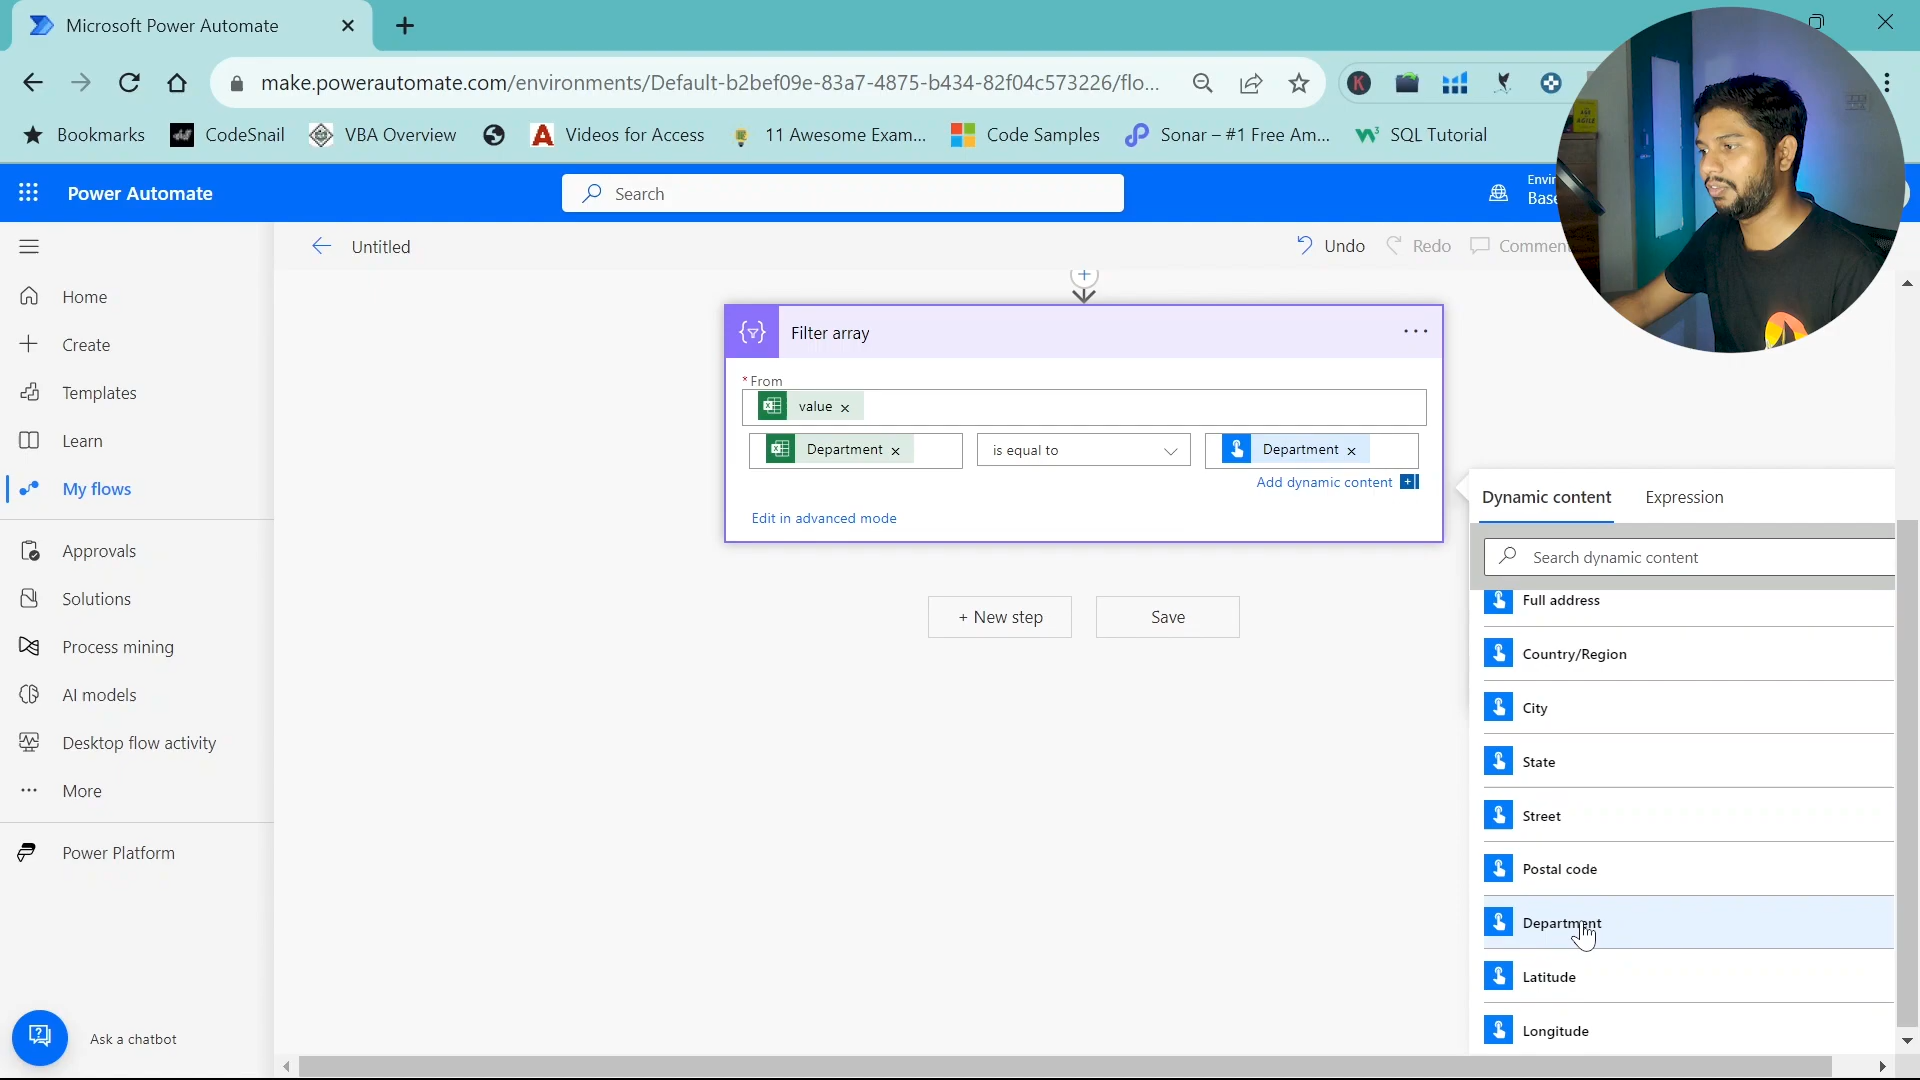 Microsoft Power Automate
make.powerautomate.com/environments/Default-b2bef09e-83a7-4875-b434-82f04c573226/flo...
Bookmarks
CodeSnail
VBA Overview
Videos for Access
11 Awesome Exam...
Code Samples
Sonar – #1 Free Am...
SQL Tutorial
Power Automate
Search
Envir
Base
Untitled
Undo
Redo
Commen
Home
Create
Templates
Learn
My flows
Approvals
Solutions
Process mining
AI models
Desktop flow activity
More
Power Platform
Ask a chatbot
Filter array
* From
value
Department
is equal to
Department
Add dynamic content
Edit in advanced mode
+ New step
Save
Dynamic content
Expression
Search dynamic content
Full address
Country/Region
City
State
Street
Postal code
Department
Latitude
Longitude